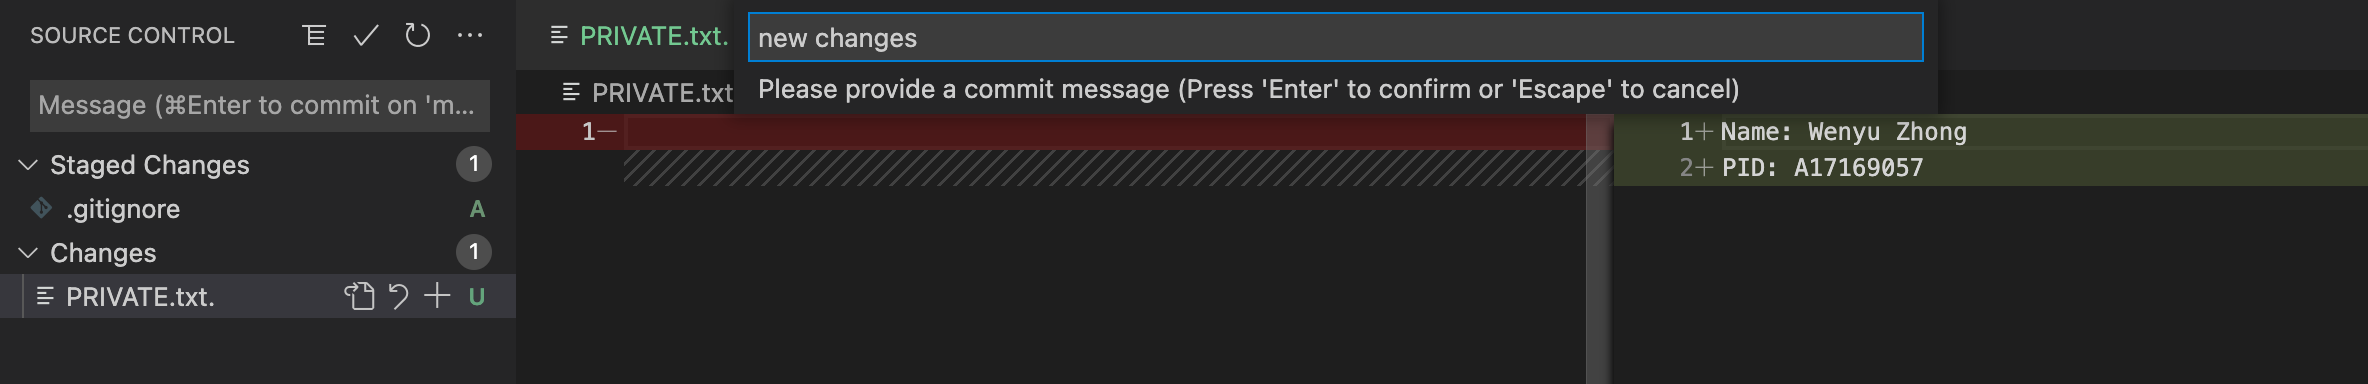 SOURCE CONTROL
Message (⌘Enter to commit on 'm...
Staged Changes 1
.gitignore A
Changes 1
PRIVATE.txt. U
PRIVATE.txt.
new changes
PRIVATE.txt
Please provide a commit message (Press 'Enter' to confirm or 'Escape' to cancel)
1—
1+ Name: Wenyu Zhong
2+ PID: A17169057